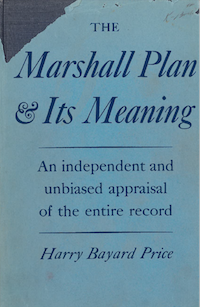 THE
Marshall Plan
& Its Meaning
An independent and
unbiased appraisal
of the entire record
Harry Bayard Price